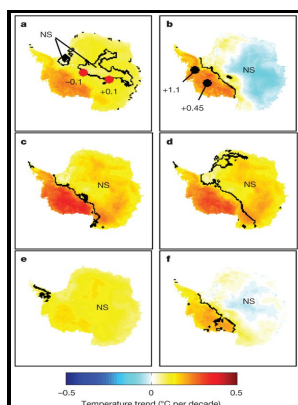 a
NS
−0.1
+0.1
b
NS
+1.1
+0.45
c
NS
d
NS
e
NS
f
NS
−0.5 0 0.5
Temperature trend (°C per decade)